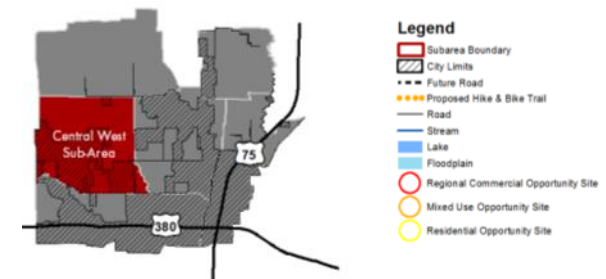 Central West
Sub-Area
75
380
Legend
Subarea Boundary
City Limits
Future Road
Proposed Hike & Bike Trail
Road
Stream
Lake
Floodplain
Regional Commercial Opportunity Site
Mixed Use Opportunity Site
Residential Opportunity Site